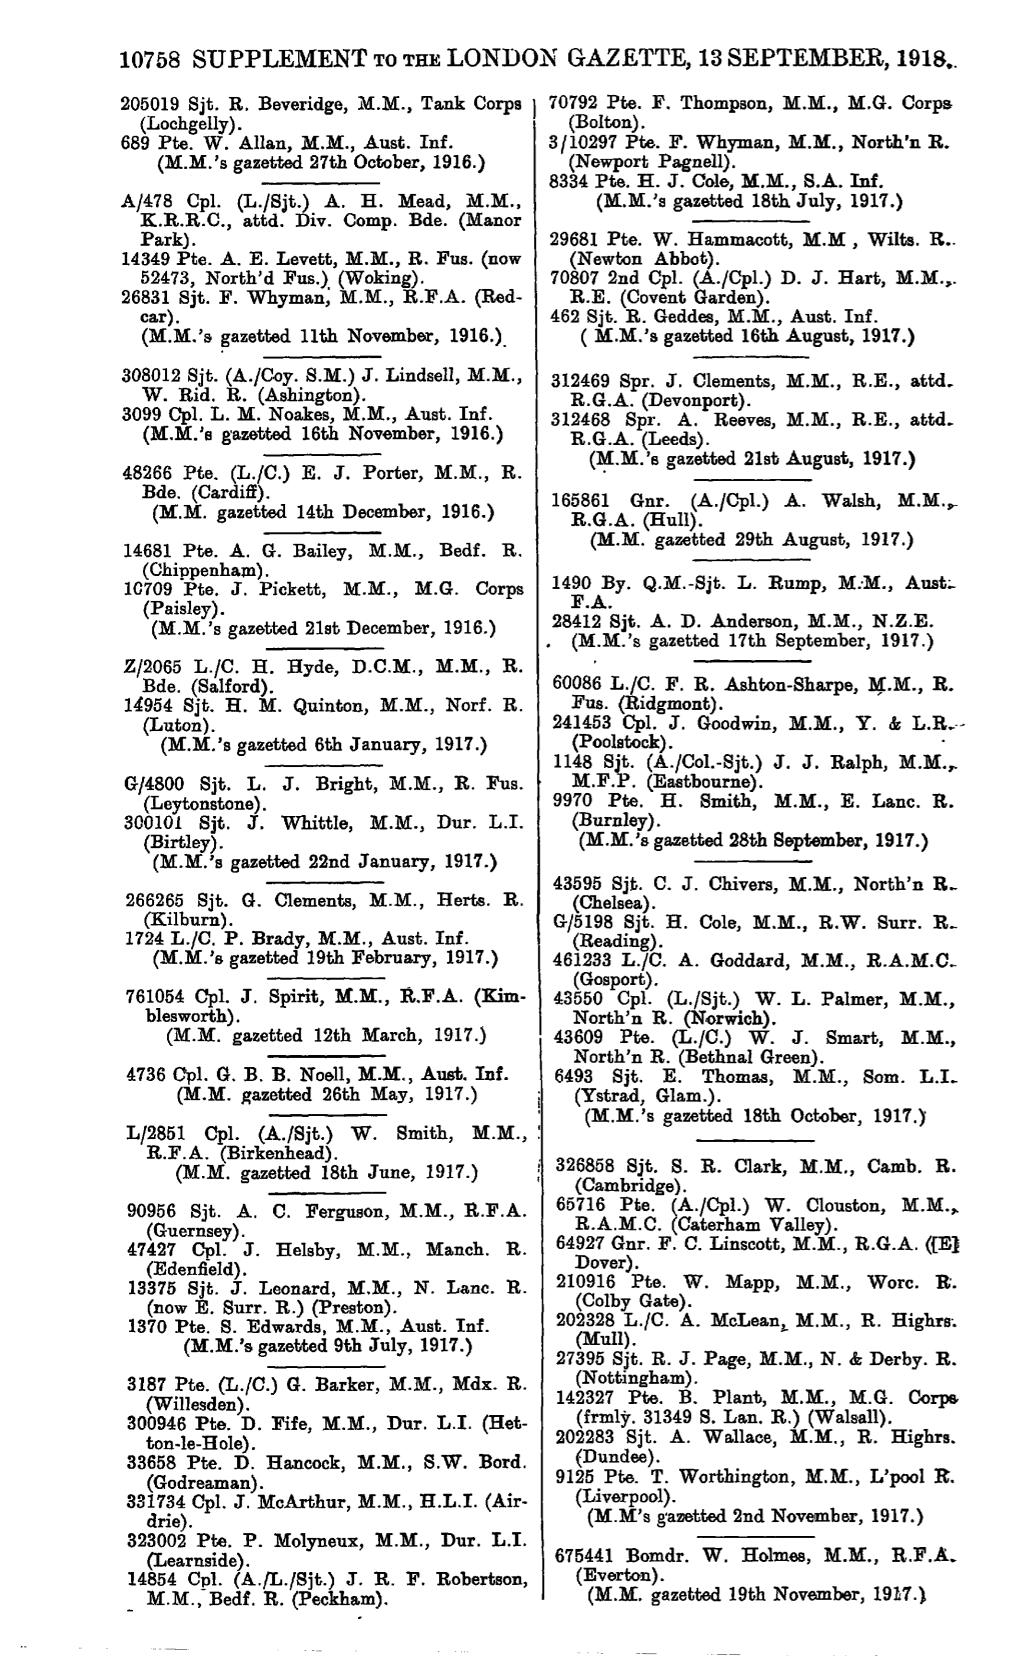 10758 SUPPLEMENT TO THE LONDON GAZETTE, 13 SEPTEMBER, 1918.
205019 Sjt. R. Beveridge, M.M., Tank Corps
(Lochgelly).
689 Pte. W. Allan, M.M., Aust. Inf.
(M.M.'s gazetted 27th October, 1916.)
A/478 Cpl. (L./Sjt.) A. H. Mead, M.M.,
K.R.R.C., attd. Div. Comp. Bde. (Manor
Park).
14349 Pte. A. E. Levett, M.M., R. Fus. (now
52473, North'd Fus.) (Woking).
26831 Sjt. F. Whyman, M.M., R.F.A. (Red-
car).
(M.M.'s gazetted 11th November, 1916.)
308012 Sjt. (A./Coy. S.M.) J. Lindsell, M.M.,
W. Rid. R. (Ashington).
3099 Cpl. L. M. Noakes, M.M., Aust. Inf.
(M.M.'s gazetted 16th November, 1916.)
48266 Pte. (L./C.) E. J. Porter, M.M., R.
Bde. (Cardiff).
(M.M. gazetted 14th December, 1916.)
14681 Pte. A. G. Bailey, M.M., Bedf. R.
(Chippenham).
10709 Pte. J. Pickett, M.M., M.G. Corps
(Paisley).
(M.M.'s gazetted 21st December, 1916.)
Z/2065 L./C. H. Hyde, D.C.M., M.M., R.
Bde. (Salford).
14954 Sjt. H. M. Quinton, M.M., Norf. R.
(Luton).
(M.M.'s gazetted 6th January, 1917.)
G/4800 Sjt. L. J. Bright, M.M., R. Fus.
(Leytonstone).
300101 Sjt. J. Whittle, M.M., Dur. L.I.
(Birtley).
(M.M.'s gazetted 22nd January, 1917.)
266265 Sjt. G. Clements, M.M., Herts. R.
(Kilburn).
1724 L./C. P. Brady, M.M., Aust. Inf.
(M.M.'s gazetted 19th February, 1917.)
761054 Cpl. J. Spirit, M.M., R.F.A. (Kim-
blesworth).
(M.M. gazetted 12th March, 1917.)
4736 Cpl. G. B. B. Noell, M.M., Aust. Inf.
(M.M. gazetted 26th May, 1917.)
L/2851 Cpl. (A./Sjt.) W. Smith, M.M.,
R.F.A. (Birkenhead).
(M.M. gazetted 18th June, 1917.)
90956 Sjt. A. C. Ferguson, M.M., R.F.A.
(Guernsey).
47427 Cpl. J. Helsby, M.M., Manch. R.
(Edenfield).
13375 Sjt. J. Leonard, M.M., N. Lanc. R.
(now E. Surr. R.) (Preston).
1370 Pte. S. Edwards, M.M., Aust. Inf.
(M.M.'s gazetted 9th July, 1917.)
3187 Pte. (L./C.) G. Barker, M.M., Mdx. R.
(Willesden).
300946 Pte. D. Fife, M.M., Dur. L.I. (Het-
ton-le-Hole).
33658 Pte. D. Hancock, M.M., S.W. Bord.
(Godreaman).
331734 Cpl. J. McArthur, M.M., H.L.I. (Air-
drie).
323002 Pte. P. Molyneux, M.M., Dur. L.I.
(Learnside).
14854 Cpl. (A./L./Sjt.) J. R. F. Robertson,
M.M., Bedf. R. (Peckham).
70792 Pte. F. Thompson, M.M., M.G. Corps
(Bolton).
3/10297 Pte. F. Whyman, M.M., North'n R.
(Newport Pagnell).
8334 Pte. H. J. Cole, M.M., S.A. Inf.
(M.M.'s gazetted 18th July, 1917.)
29681 Pte. W. Hammacott, M.M , Wilts. R.
(Newton Abbot).
70807 2nd Cpl. (A./Cpl.) D. J. Hart, M.M.,
R.E. (Covent Garden).
462 Sjt. R. Geddes, M.M., Aust. Inf.
( M.M.'s gazetted 16th August, 1917.)
312469 Spr. J. Clements, M.M., R.E., attd.
R.G.A. (Devonport).
312468 Spr. A. Reeves, M.M., R.E., attd.
R.G.A. (Leeds).
(M.M.'s gazetted 21st August, 1917.)
165861 Gnr. (A./Cpl.) A. Walsh, M.M.,
R.G.A. (Hull).
(M.M. gazetted 29th August, 1917.)
1490 By. Q.M.-Sjt. L. Rump, M.M., Aust.
F.A.
28412 Sjt. A. D. Anderson, M.M., N.Z.E.
(M.M.'s gazetted 17th September, 1917.)
60086 L./C. F. R. Ashton-Sharpe, M.M., R.
Fus. (Ridgmont).
241453 Cpl. J. Goodwin, M.M., Y. & L.R.
(Poolstock).
1148 Sjt. (A./Col.-Sjt.) J. J. Ralph, M.M.,
M.F.P. (Eastbourne).
9970 Pte. H. Smith, M.M., E. Lanc. R.
(Burnley).
(M.M.'s gazetted 28th September, 1917.)
43595 Sjt. C. J. Chivers, M.M., North'n R.
(Chelsea).
G/5198 Sjt. H. Cole, M.M., R.W. Surr. R.
(Reading).
461233 L./C. A. Goddard, M.M., R.A.M.C.
(Gosport).
43550 Cpl. (L./Sjt.) W. L. Palmer, M.M.,
North'n R. (Norwich).
43609 Pte. (L./C.) W. J. Smart, M.M.,
North'n R. (Bethnal Green).
6493 Sjt. E. Thomas, M.M., Som. L.I.
(Ystrad, Glam.).
(M.M.'s gazetted 18th October, 1917.)
326858 Sjt. S. R. Clark, M.M., Camb. R.
(Cambridge).
65716 Pte. (A./Cpl.) W. Clouston, M.M.,
R.A.M.C. (Caterham Valley).
64927 Gnr. F. C. Linscott, M.M., R.G.A. ([E]
Dover).
210916 Pte. W. Mapp, M.M., Worc. R.
(Colby Gate).
202328 L./C. A. McLean, M.M., R. Highrs.
(Mull).
27395 Sjt. R. J. Page, M.M., N. & Derby. R.
(Nottingham).
142327 Pte. B. Plant, M.M., M.G. Corps
(frmly. 31349 S. Lan. R.) (Walsall).
202283 Sjt. A. Wallace, M.M., R. Highrs.
(Dundee).
9125 Pte. T. Worthington, M.M., L'pool R.
(Liverpool).
(M.M's gazetted 2nd November, 1917.)
675441 Bomdr. W. Holmes, M.M., R.F.A.
(Everton).
(M.M. gazetted 19th November, 1917.)